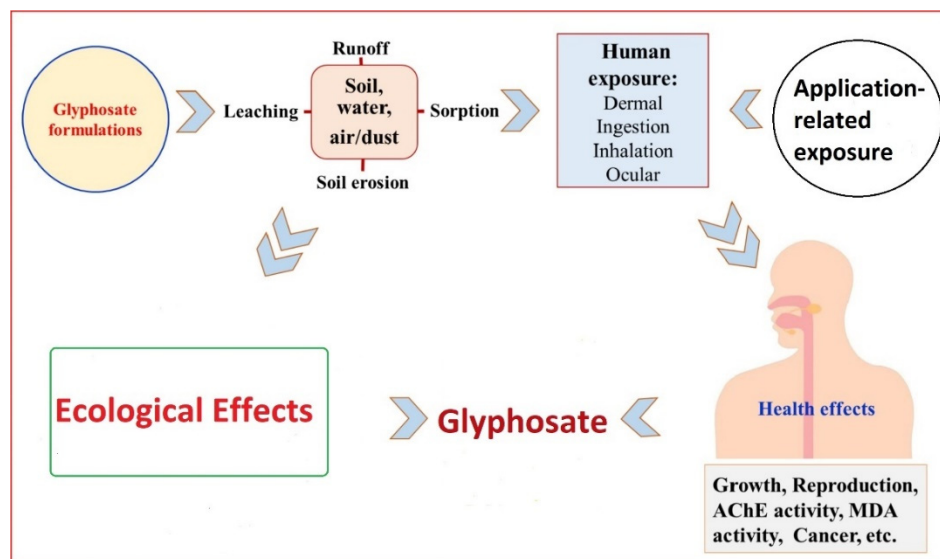 Glyphosate
formulations
Leaching
Runoff
Soil,
water,
air/dust
Soil erosion
Sorption
Human
exposure:
Dermal
Ingestion
Inhalation
Ocular
Application-
related
exposure
Ecological Effects
Glyphosate
Health effects
Growth, Reproduction,
AChE activity, MDA
activity, Cancer, etc.